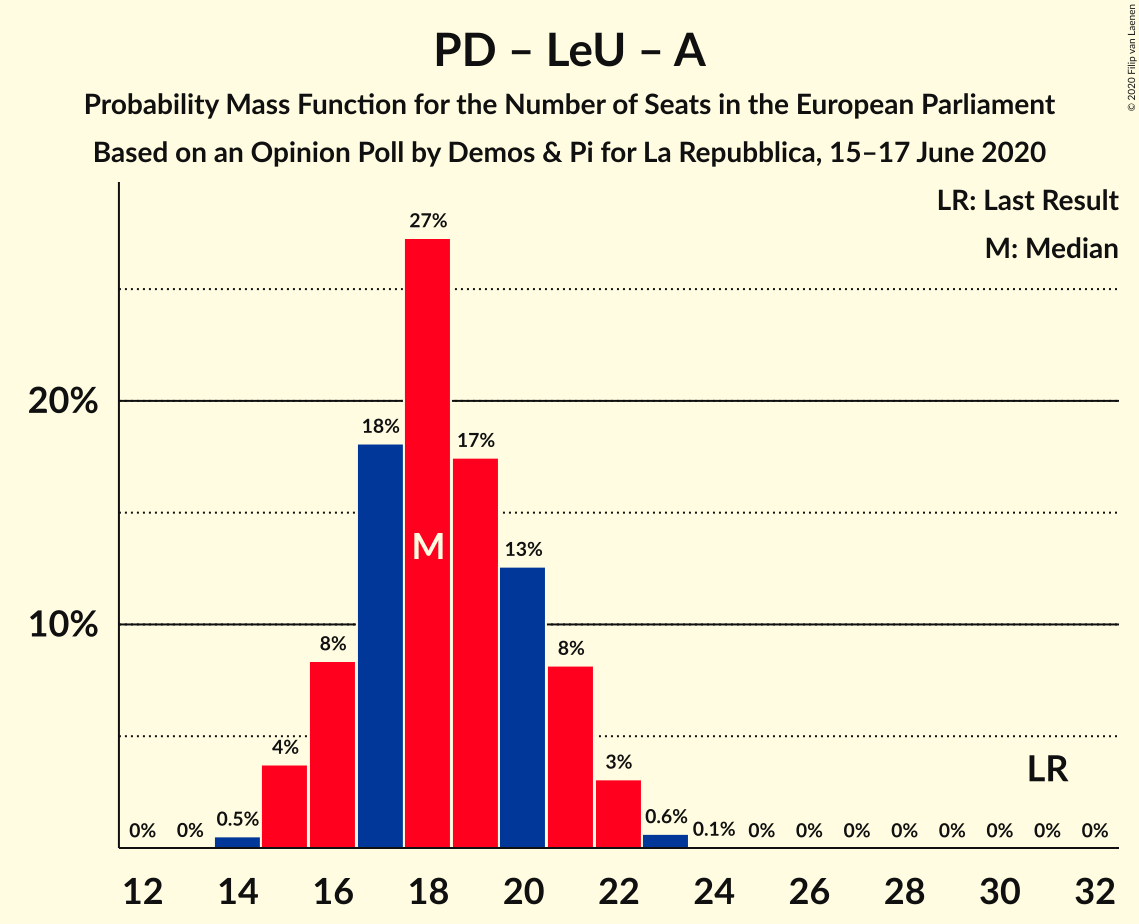 PD – LeU – A
Probability Mass Function for the Number of Seats in the European Parliament
Based on an Opinion Poll by Demos & Pi for La Repubblica, 15–17 June 2020
© 2020 Filip van Laenen
LR: Last Result
M: Median
20%
10%
0%
0%
0.5%
4%
8%
18%
27%
M
17%
13%
8%
3%
0.6%
0.1%
0%
0%
0%
0%
0%
0%
0%
0%
LR
12 14 16 18 20 22 24 26 28 30 32